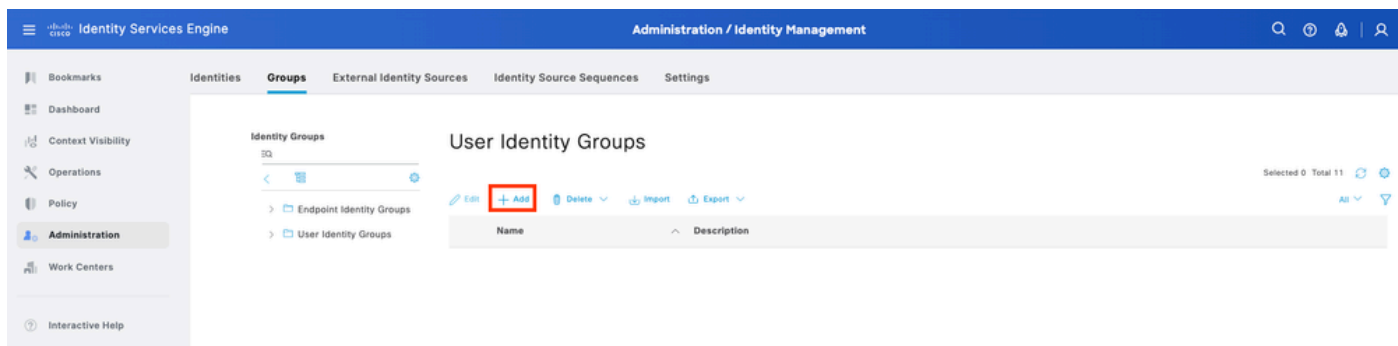 cisco Identity Services Engine
Administration / Identity Management
Bookmarks
Dashboard
Context Visibility
Operations
Policy
Administration
Work Centers
Interactive Help
Identities Groups External Identity Sources Identity Source Sequences Settings
Identity Groups
EQ
Endpoint Identity Groups
User Identity Groups
User Identity Groups
Selected 0 Total 11
Edit + Add Delete Import Export
All
Name Description